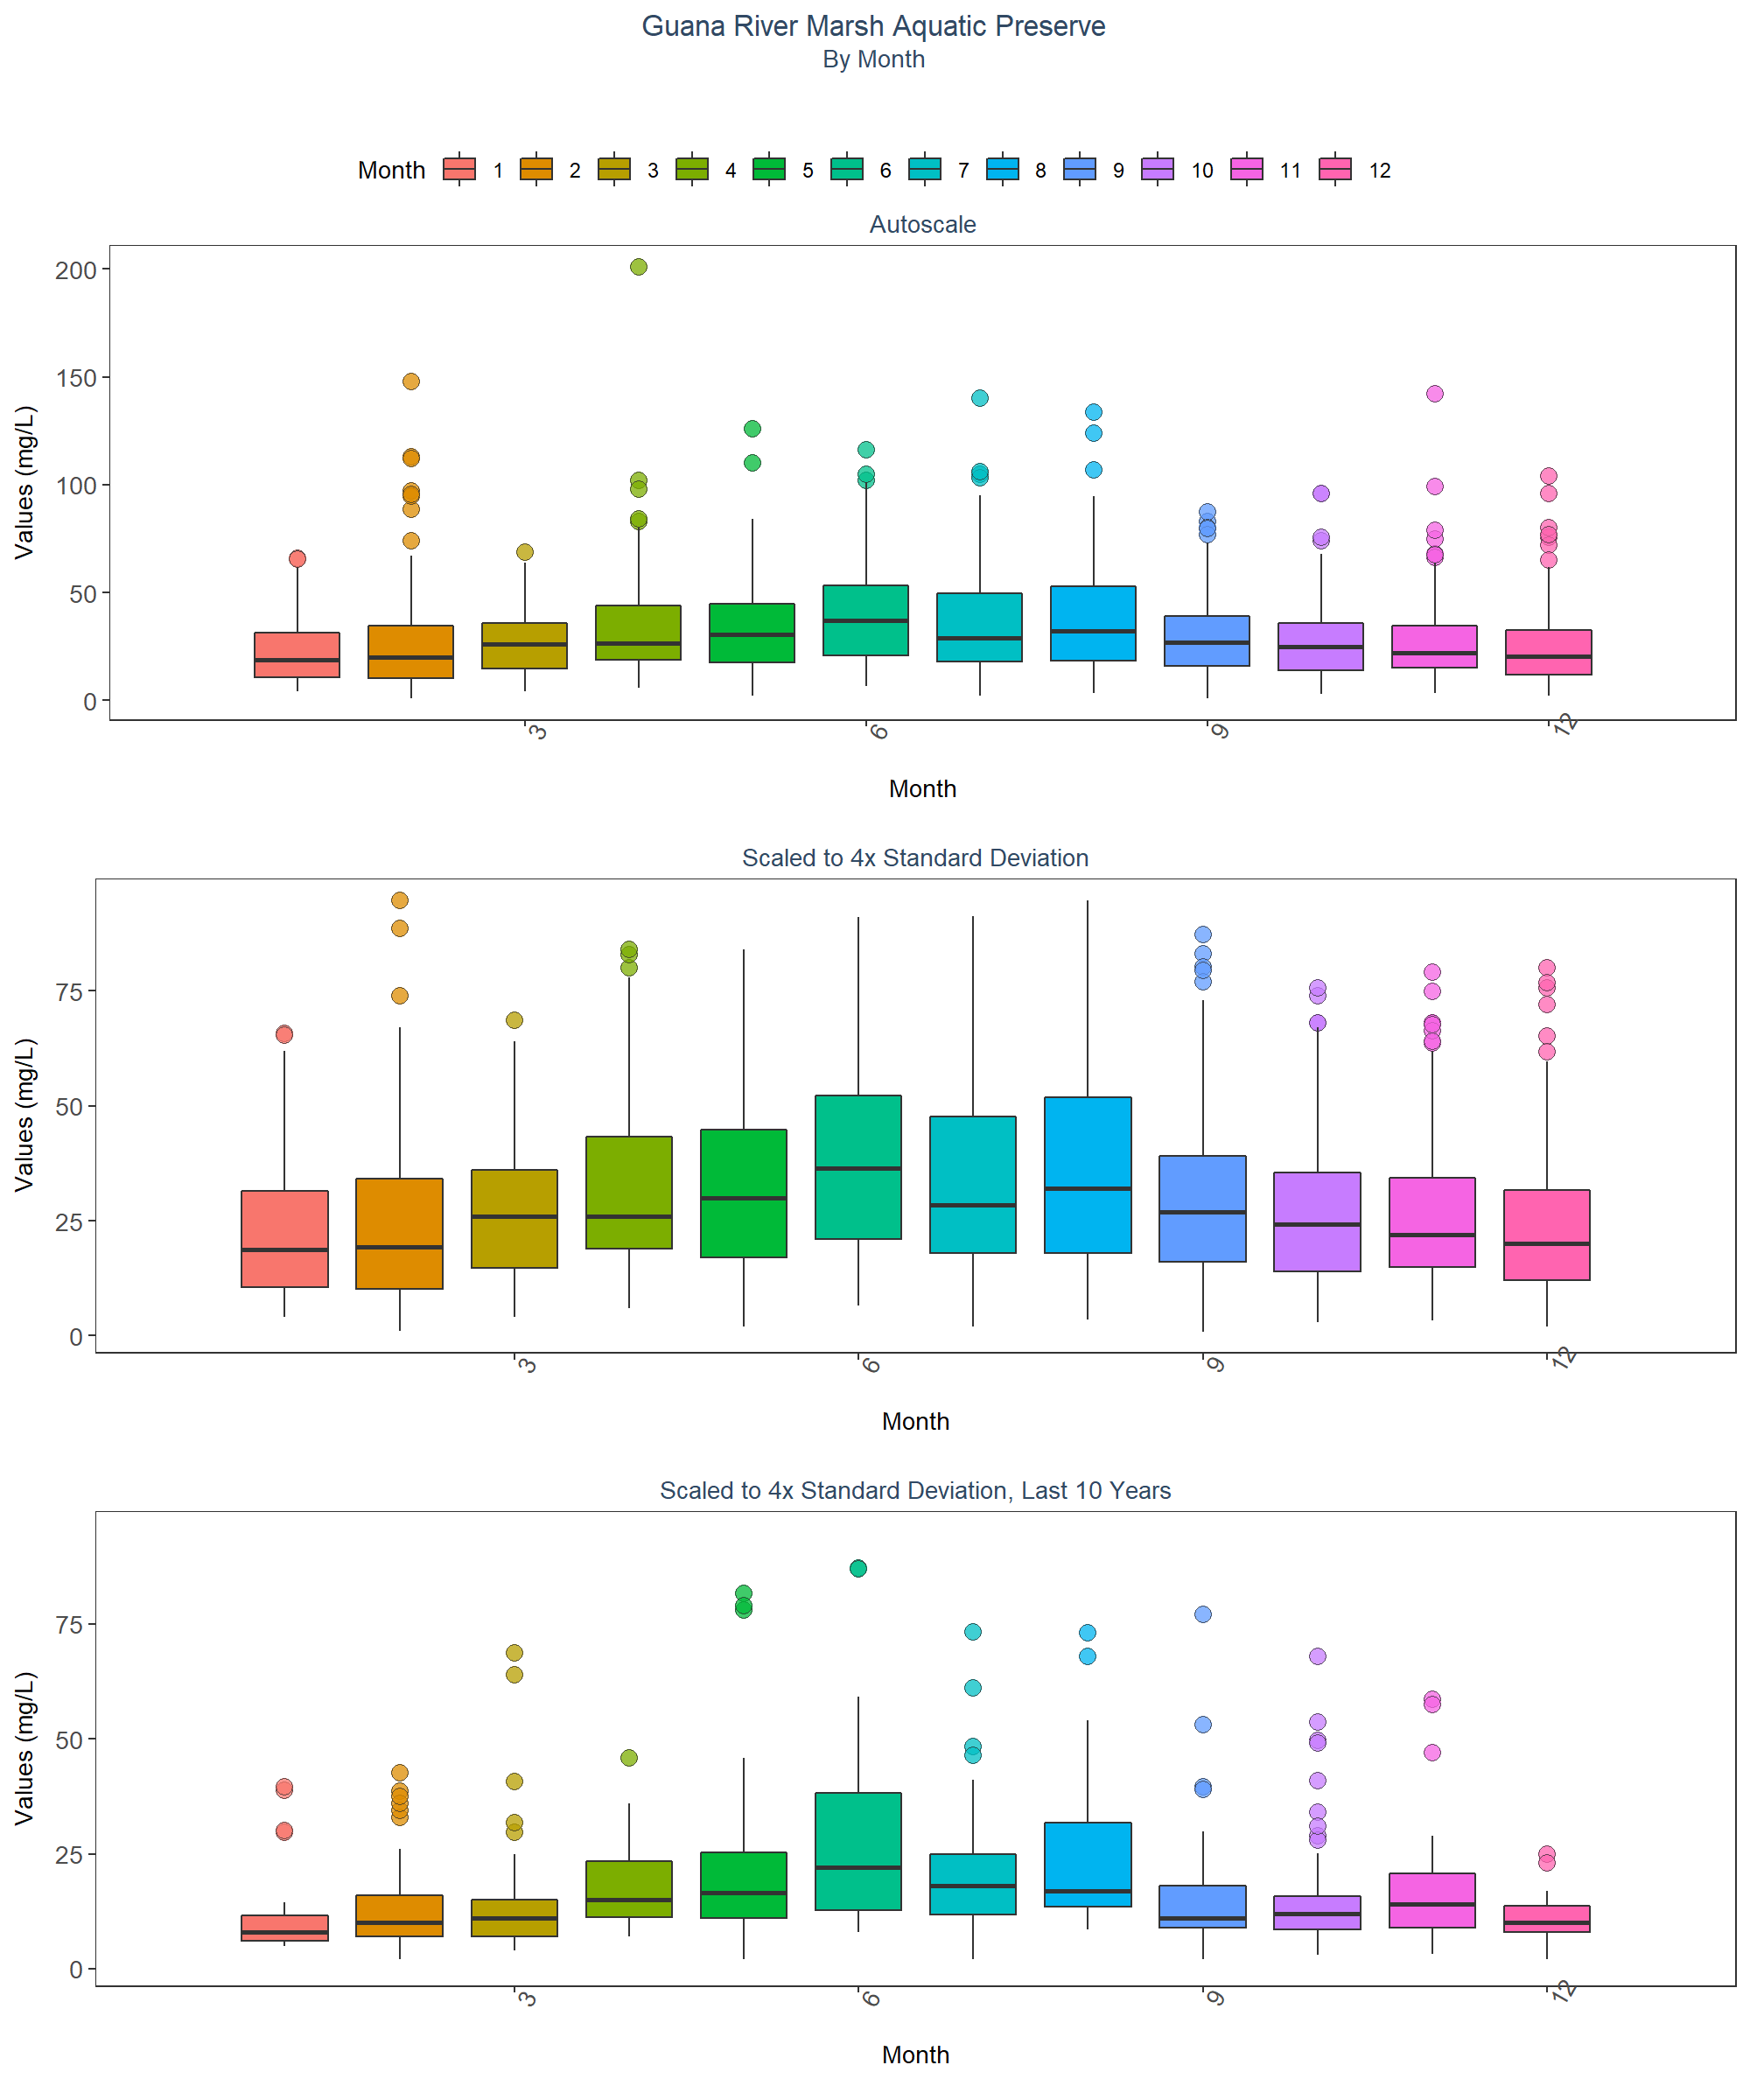 Guana River Marsh Aquatic Preserve
By Month
Month 1 2 3 4 5 6 7 8 9 10 11 12
Autoscale
Values (mg/L)
200
150
100
50
0
3 6 9 12
Month
Scaled to 4x Standard Deviation
Values (mg/L)
75
50
25
0
3 6 9 12
Month
Scaled to 4x Standard Deviation, Last 10 Years
Values (mg/L)
75
50
25
0
3 6 9 12
Month